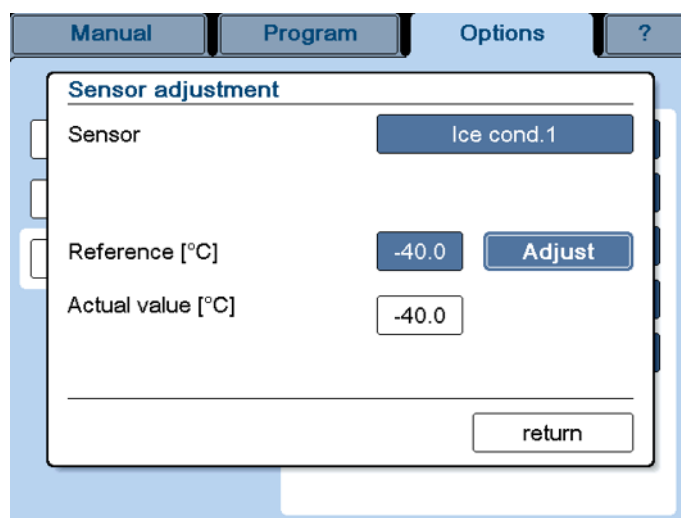 Manual Program Options ?
Sensor adjustment
Sensor Ice cond.1
Reference [°C] -40.0 Adjust
Actual value [°C] -40.0
return